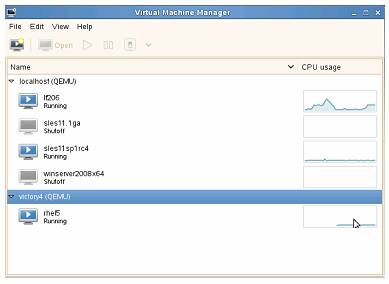 Virtual Machine Manager
File Edit View Help
Open
Name CPU usage
localhost (QEMU)
lf206
Running
sles11.1ga
Shutoff
sles11sp1rc4
Running
winserver2008x64
Shutoff
victory4 (QEMU)
rhel5
Running